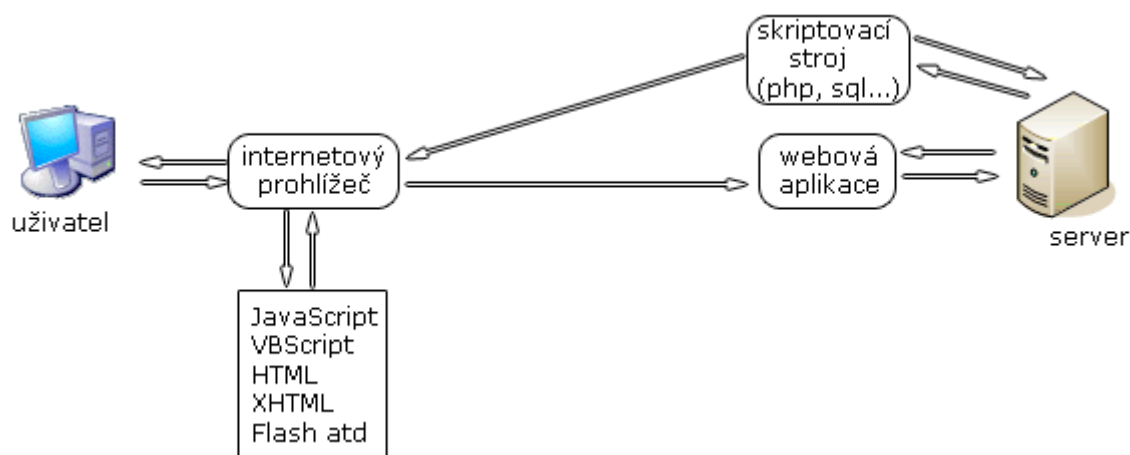 skriptovací
stroj
(php, sql...)
internetový
prohlížeč
webová
aplikace
uživatel
server
JavaScript
VBScript
HTML
XHTML
Flash atd